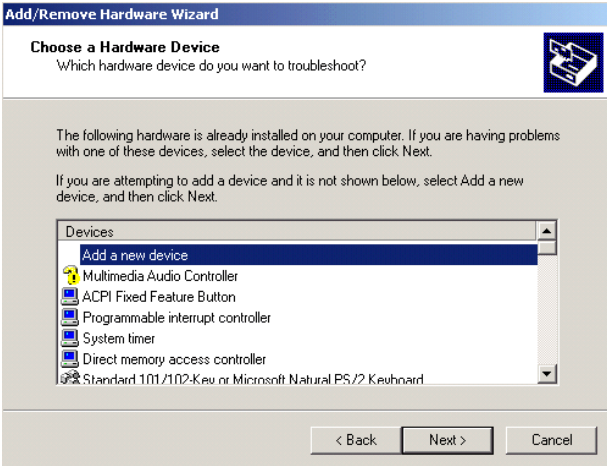 Add/Remove Hardware Wizard
Choose a Hardware Device
Which hardware device do you want to troubleshoot?
The following hardware is already installed on your computer. If you are having problems
with one of these devices, select the device, and then click Next.
If you are attempting to add a device and it is not shown below, select Add a new
device, and then click Next.
Devices
Add a new device
Multimedia Audio Controller
ACPI Fixed Feature Button
Programmable interrupt controller
System timer
Direct memory access controller
Standard 101/102-Key or Microsoft Natural PS/2 Keyboard
< Back
Next >
Cancel